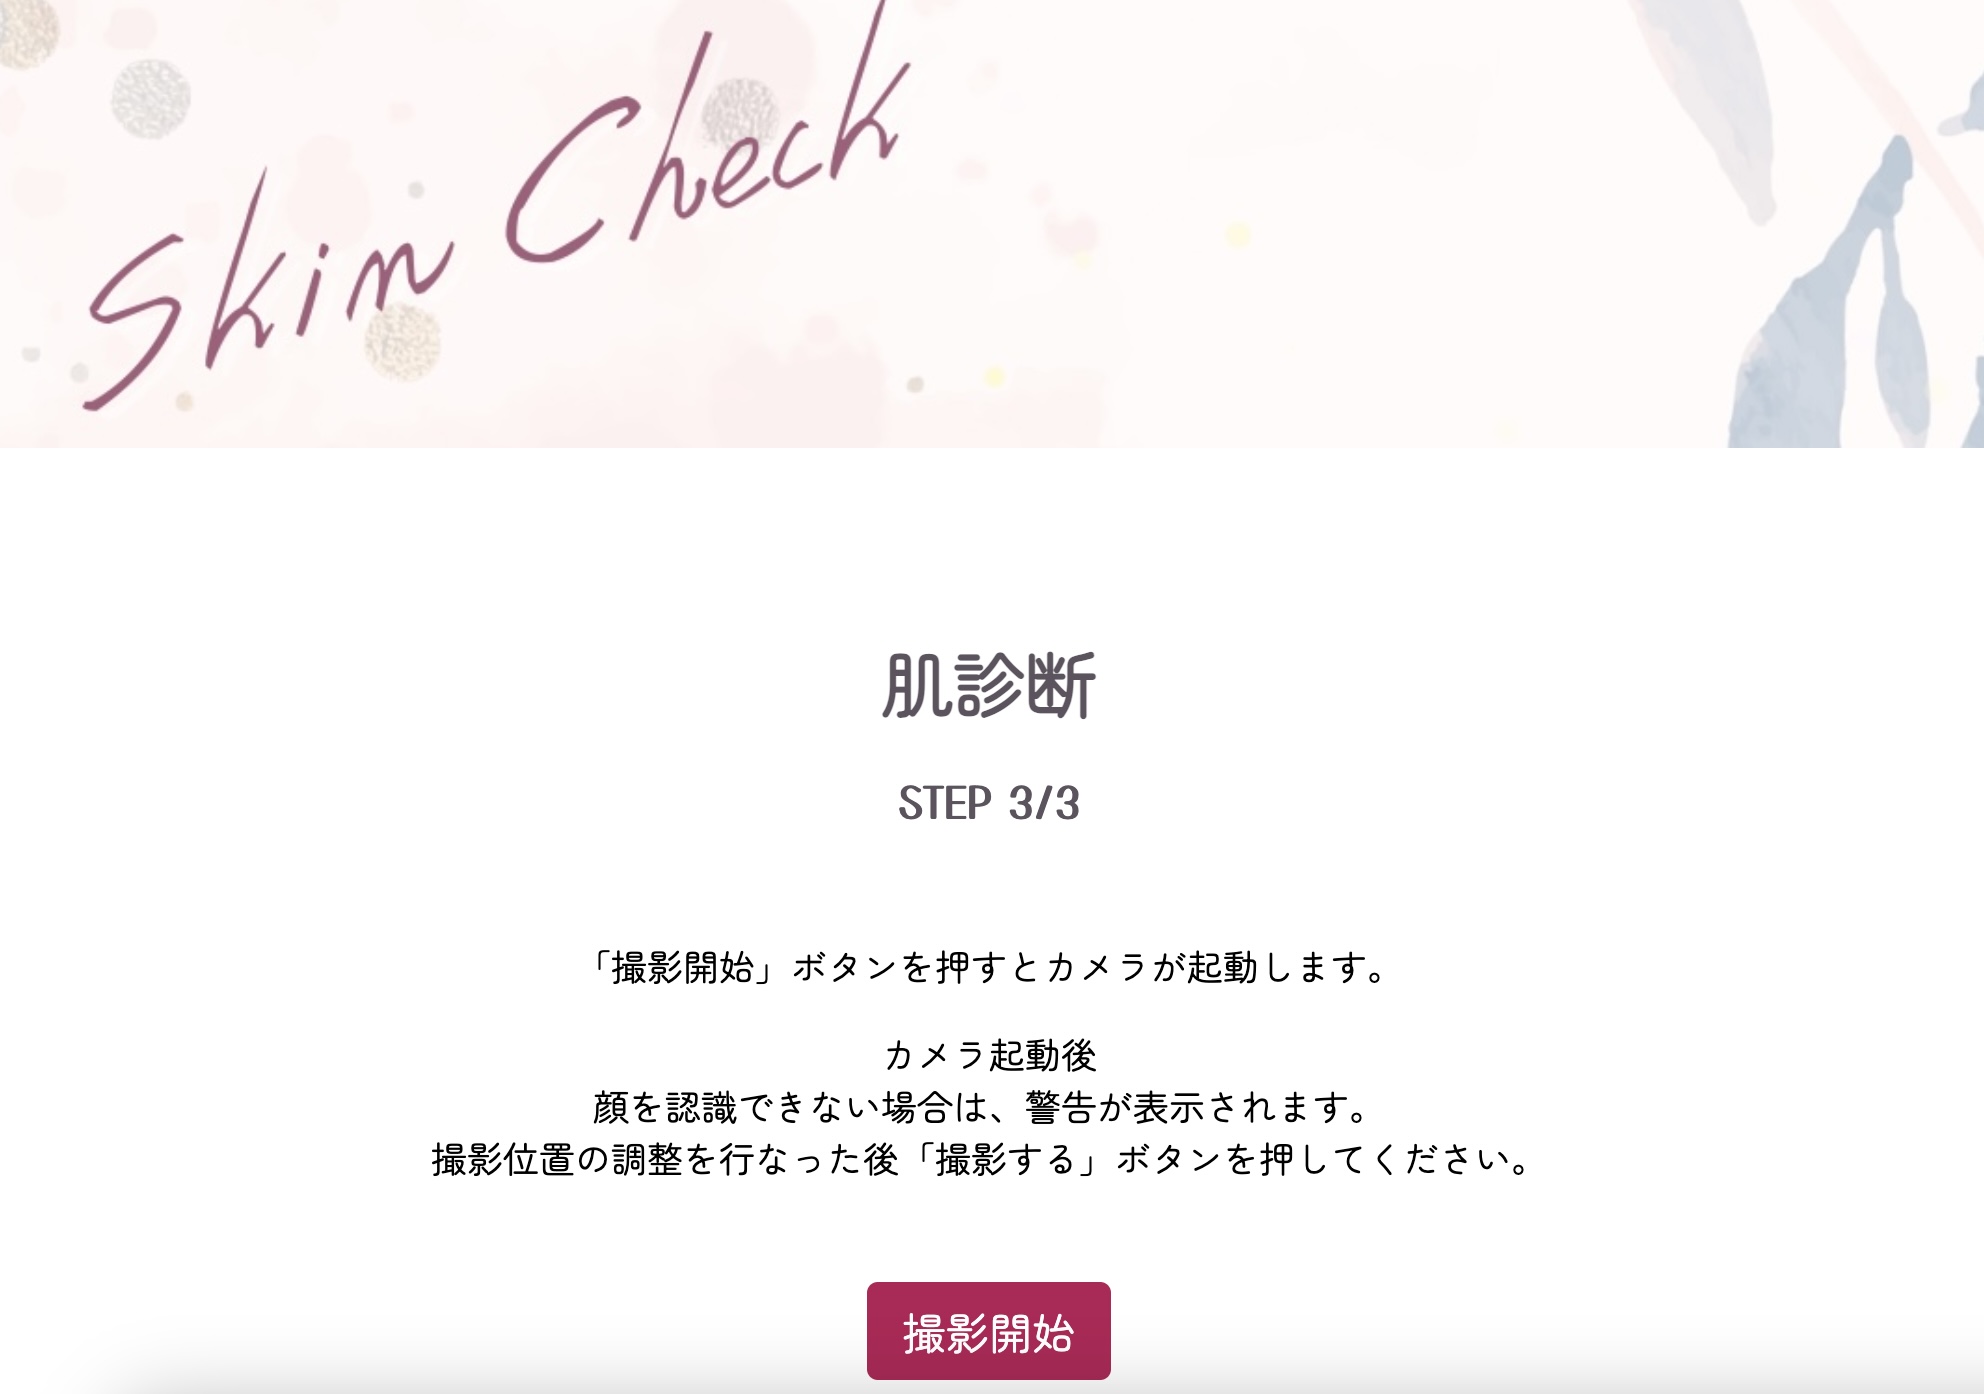 Skin Check
肌診断
STEP 3/3
「撮影開始」ボタンを押すとカメラが起動します。
カメラ起動後
顔を認識できない場合は、警告が表示されます。
撮影位置の調整を行なった後「撮影する」ボタンを押してください。
撮影開始